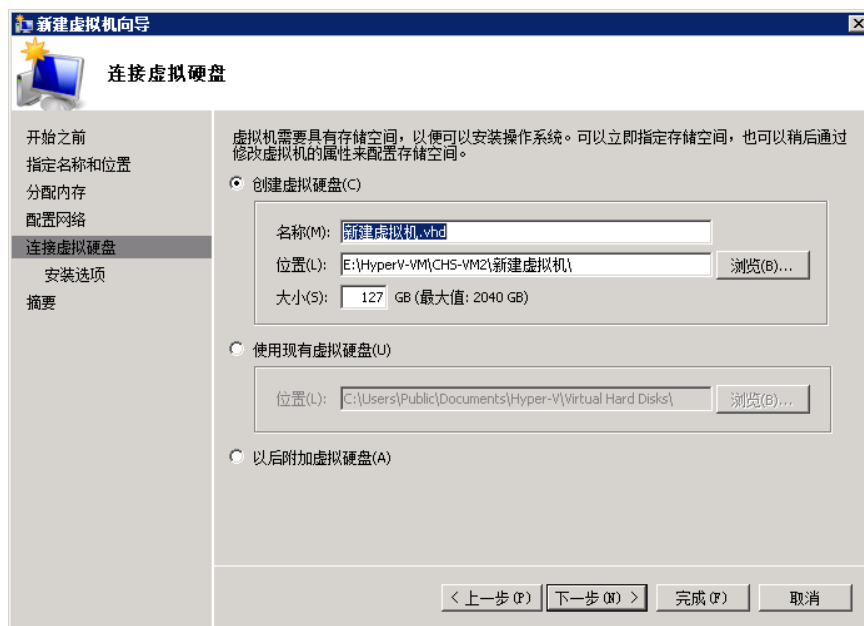 新建虚拟机向导
连接虚拟硬盘
开始之前
指定名称和位置
分配内存
配置网络
连接虚拟硬盘
安装选项
摘要
虚拟机需要具有存储空间，以便可以安装操作系统。可以立即指定存储空间，也可以稍后通过
修改虚拟机的属性来配置存储空间。
创建虚拟硬盘(C)
名称(M): 新建虚拟机.vhd
位置(L): E:\HyperV-VM\CHS-VM2\新建虚拟机\ 浏览(B)...
大小(S): 127 GB (最大值: 2040 GB)
使用现有虚拟硬盘(U)
位置(L): C:\Users\Public\Documents\Hyper-V\Virtual Hard Disks\ 浏览(B)...
以后附加虚拟硬盘(A)
< 上一步(P) 下一步(N) > 完成(F) 取消